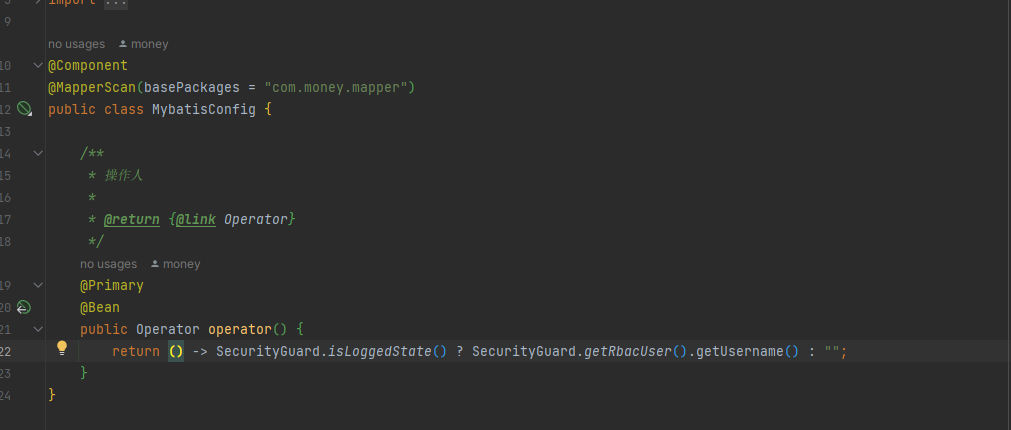 import ...
9
no usages money
10 @Component
11 @MapperScan(basePackages = "com.money.mapper")
12 public class MybatisConfig {
13
14 /**
15 * 操作人
16 *
17 * @return {@link Operator}
18 */
no usages money
19 @Primary
20 @Bean
21 public Operator operator() {
22 return () -> SecurityGuard.isLoggedState() ? SecurityGuard.getRbacUser().getUsername() : "";
23 }
24 }